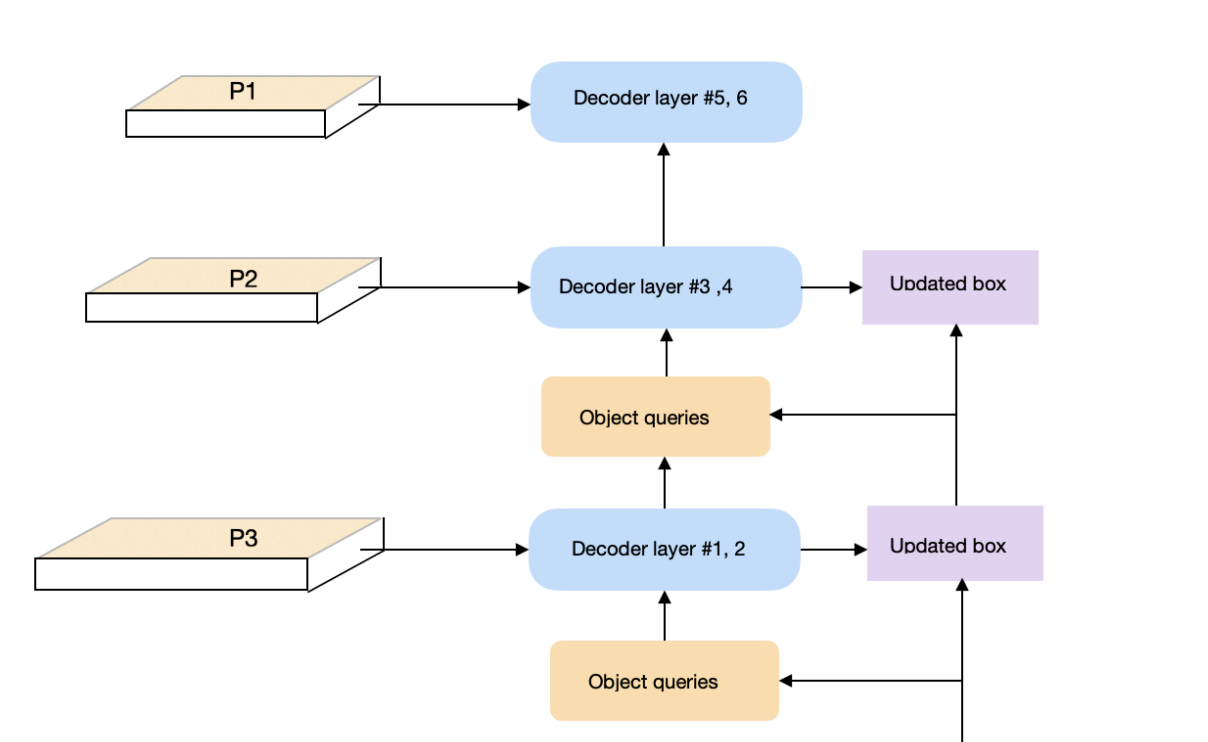 P1
Decoder layer #5, 6
P2
Decoder layer #3 ,4
Updated box
Object queries
P3
Decoder layer #1, 2
Updated box
Object queries